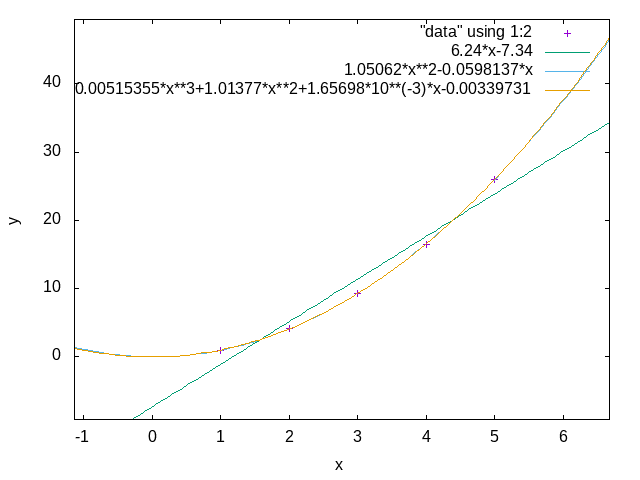 "data" using 1:2
6.24*x-7.34
1.05062*x**2-0.0598137*x
0.00515355*x**3+1.01377*x**2+1.65698*10**(-3)*x-0.00339731
40
30
20
10
0
y
-1 0 1 2 3 4 5 6
x